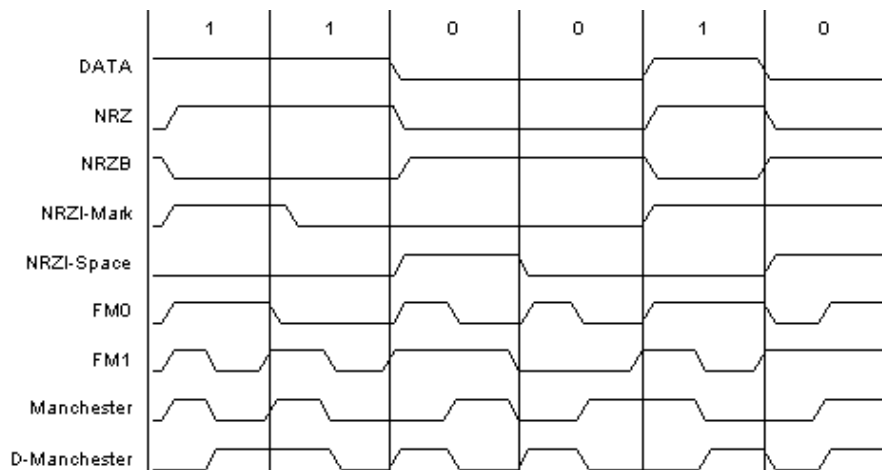 1 1 0 0 1 0
DATA
NRZ
NRZB
NRZI-Mark
NRZI-Space
FM0
FM1
Manchester
D-Manchester